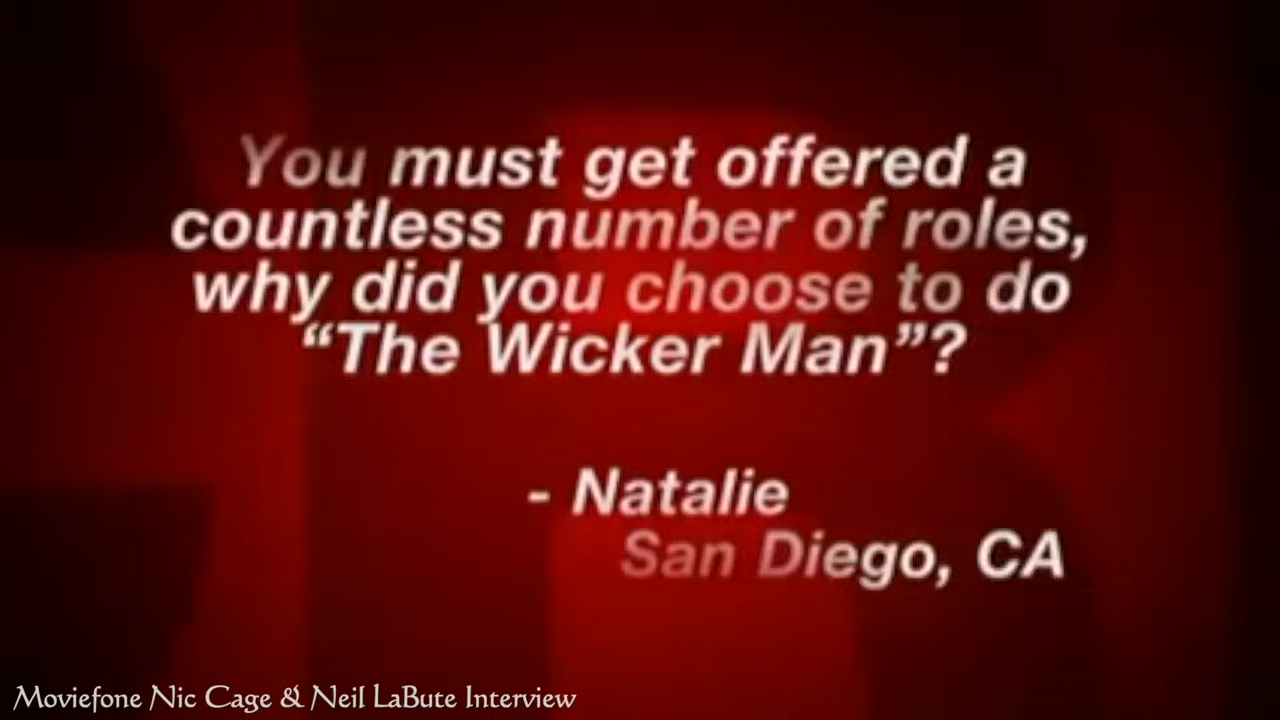 You must get offered a
countless number of roles,
why did you choose to do
“The Wicker Man”?
- Natalie
San Diego, CA
Moviefone Nic Cage & Neil LaBute Interview